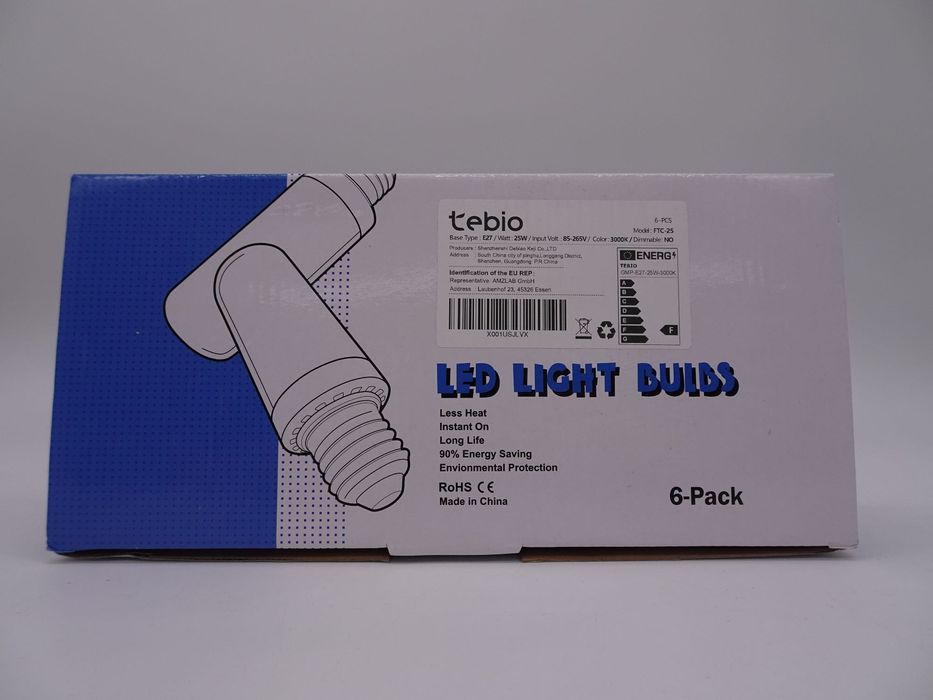 tebio
6-PCS
Model: FTC-25
Base Type : E27 / Watt : 25W / Input Volt : 85-265V / Color : 3000K / Dimmable: NO
Producers : Shenzhenshi Debiao Keji Co.,LTD
Address : South China city of pinghu,Longgang District,
Shenzhen, Guangdong P.R.China
Identification of the EU REP:
Representative: AMZLAB GmbH
Address : Laubenhof 23, 45326 Essen
X001USJLVX
ENERG
TEBIO
GMP-E27-25W-3000K
A
B
C
D
E
F
G
F
LED LIGHT BULBS
Less Heat
Instant On
Long Life
90% Energy Saving
Envionmental Protection
RoHS CE
Made in China
6-Pack